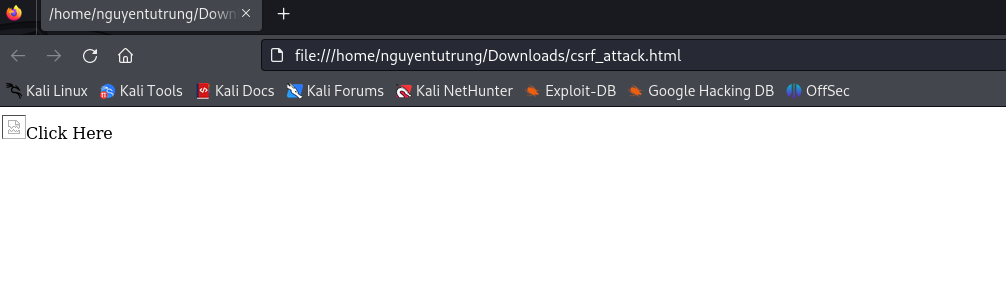 /home/nguyentutrung/Down
file:///home/nguyentutrung/Downloads/csrf_attack.html
Kali Linux Kali Tools Kali Docs Kali Forums Kali NetHunter Exploit-DB Google Hacking DB OffSec
Click Here